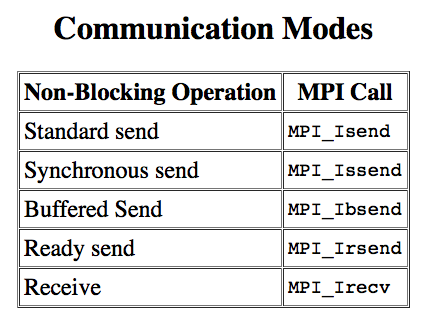 Communication Modes
Non-Blocking Operation MPI Call
Standard send MPI_Isend
Synchronous send MPI_Issend
Buffered Send MPI_Ibsend
Ready send MPI_Irsend
Receive MPI_Irecv